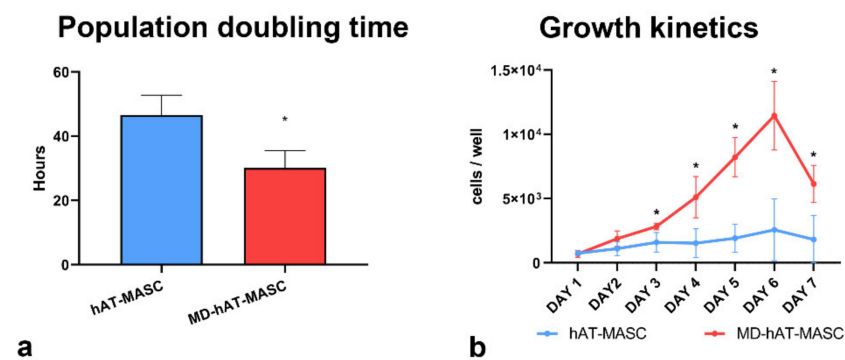 Population doubling time
60
40
20
0
Hours
*
hAT-MASC
MD-hAT-MASC
a
Growth kinetics
1.5×10⁴
1×10⁴
5×10³
0
cells / well
*
*
*
*
*
DAY 1
DAY2
DAY 3
DAY 4
DAY 5
DAY 6
DAY 7
hAT-MASC
MD-hAT-MASC
b